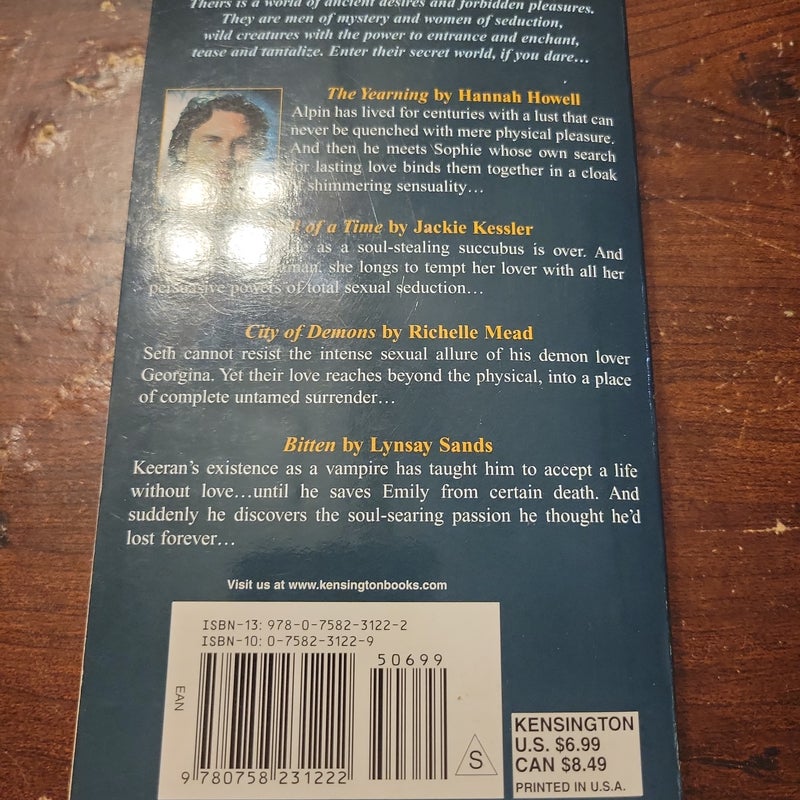 Theirs is a world of ancient desires and forbidden pleasures.
They are men of mystery and women of seduction,
wild creatures with the power to entrance and enchant,
tease and tantalize. Enter their secret world, if you dare...
The Yearning by Hannah Howell
Alpin has lived for centuries with a lust that can
never be quenched with mere physical pleasure.
And then he meets Sophie whose own search
for lasting love binds them together in a cloak
of shimmering sensuality...
of a Time by Jackie Kessler
as a soul-stealing succubus is over. And
she longs to tempt her lover with all her
persuasive powers of total sexual seduction...
City of Demons by Richelle Mead
Seth cannot resist the intense sexual allure of his demon lover
Georgina. Yet their love reaches beyond the physical, into a place
of complete untamed surrender...
Bitten by Lynsay Sands
Keeran's existence as a vampire has taught him to accept a life
without love...until he saves Emily from certain death. And
suddenly he discovers the soul-searing passion he thought he'd
lost forever...
Visit us at www.kensingtonbooks.com
ISBN-13: 978-0-7582-3122-2
ISBN-10: 0-7582-3122-9
50699
EAN
9 780758 231222
S
KENSINGTON
U.S. $6.99
CAN $8.49
PRINTED IN U.S.A.